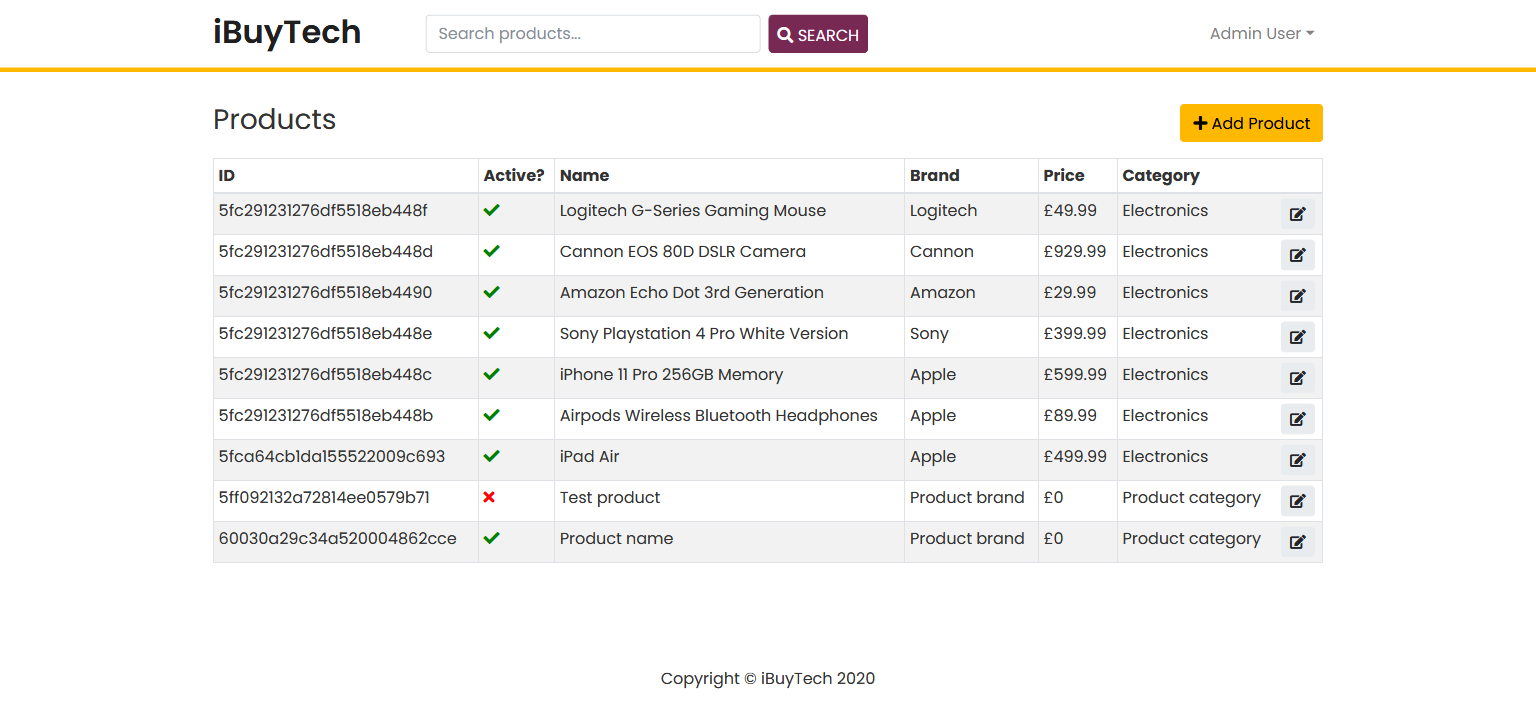 iBuyTech Search products... SEARCH Admin User
Products Add Product
ID Active? Name Brand Price Category
5fc291231276df5518eb448f Logitech G-Series Gaming Mouse Logitech £49.99 Electronics
5fc291231276df5518eb448d Cannon EOS 80D DSLR Camera Cannon £929.99 Electronics
5fc291231276df5518eb4490 Amazon Echo Dot 3rd Generation Amazon £29.99 Electronics
5fc291231276df5518eb448e Sony Playstation 4 Pro White Version Sony £399.99 Electronics
5fc291231276df5518eb448c iPhone 11 Pro 256GB Memory Apple £599.99 Electronics
5fc291231276df5518eb448b Airpods Wireless Bluetooth Headphones Apple £89.99 Electronics
5fca64cb1da155522009c693 iPad Air Apple £499.99 Electronics
5ff092132a72814ee0579b71 Test product Product brand £0 Product category
60030a29c34a520004862cce Product name Product brand £0 Product category
Copyright © iBuyTech 2020